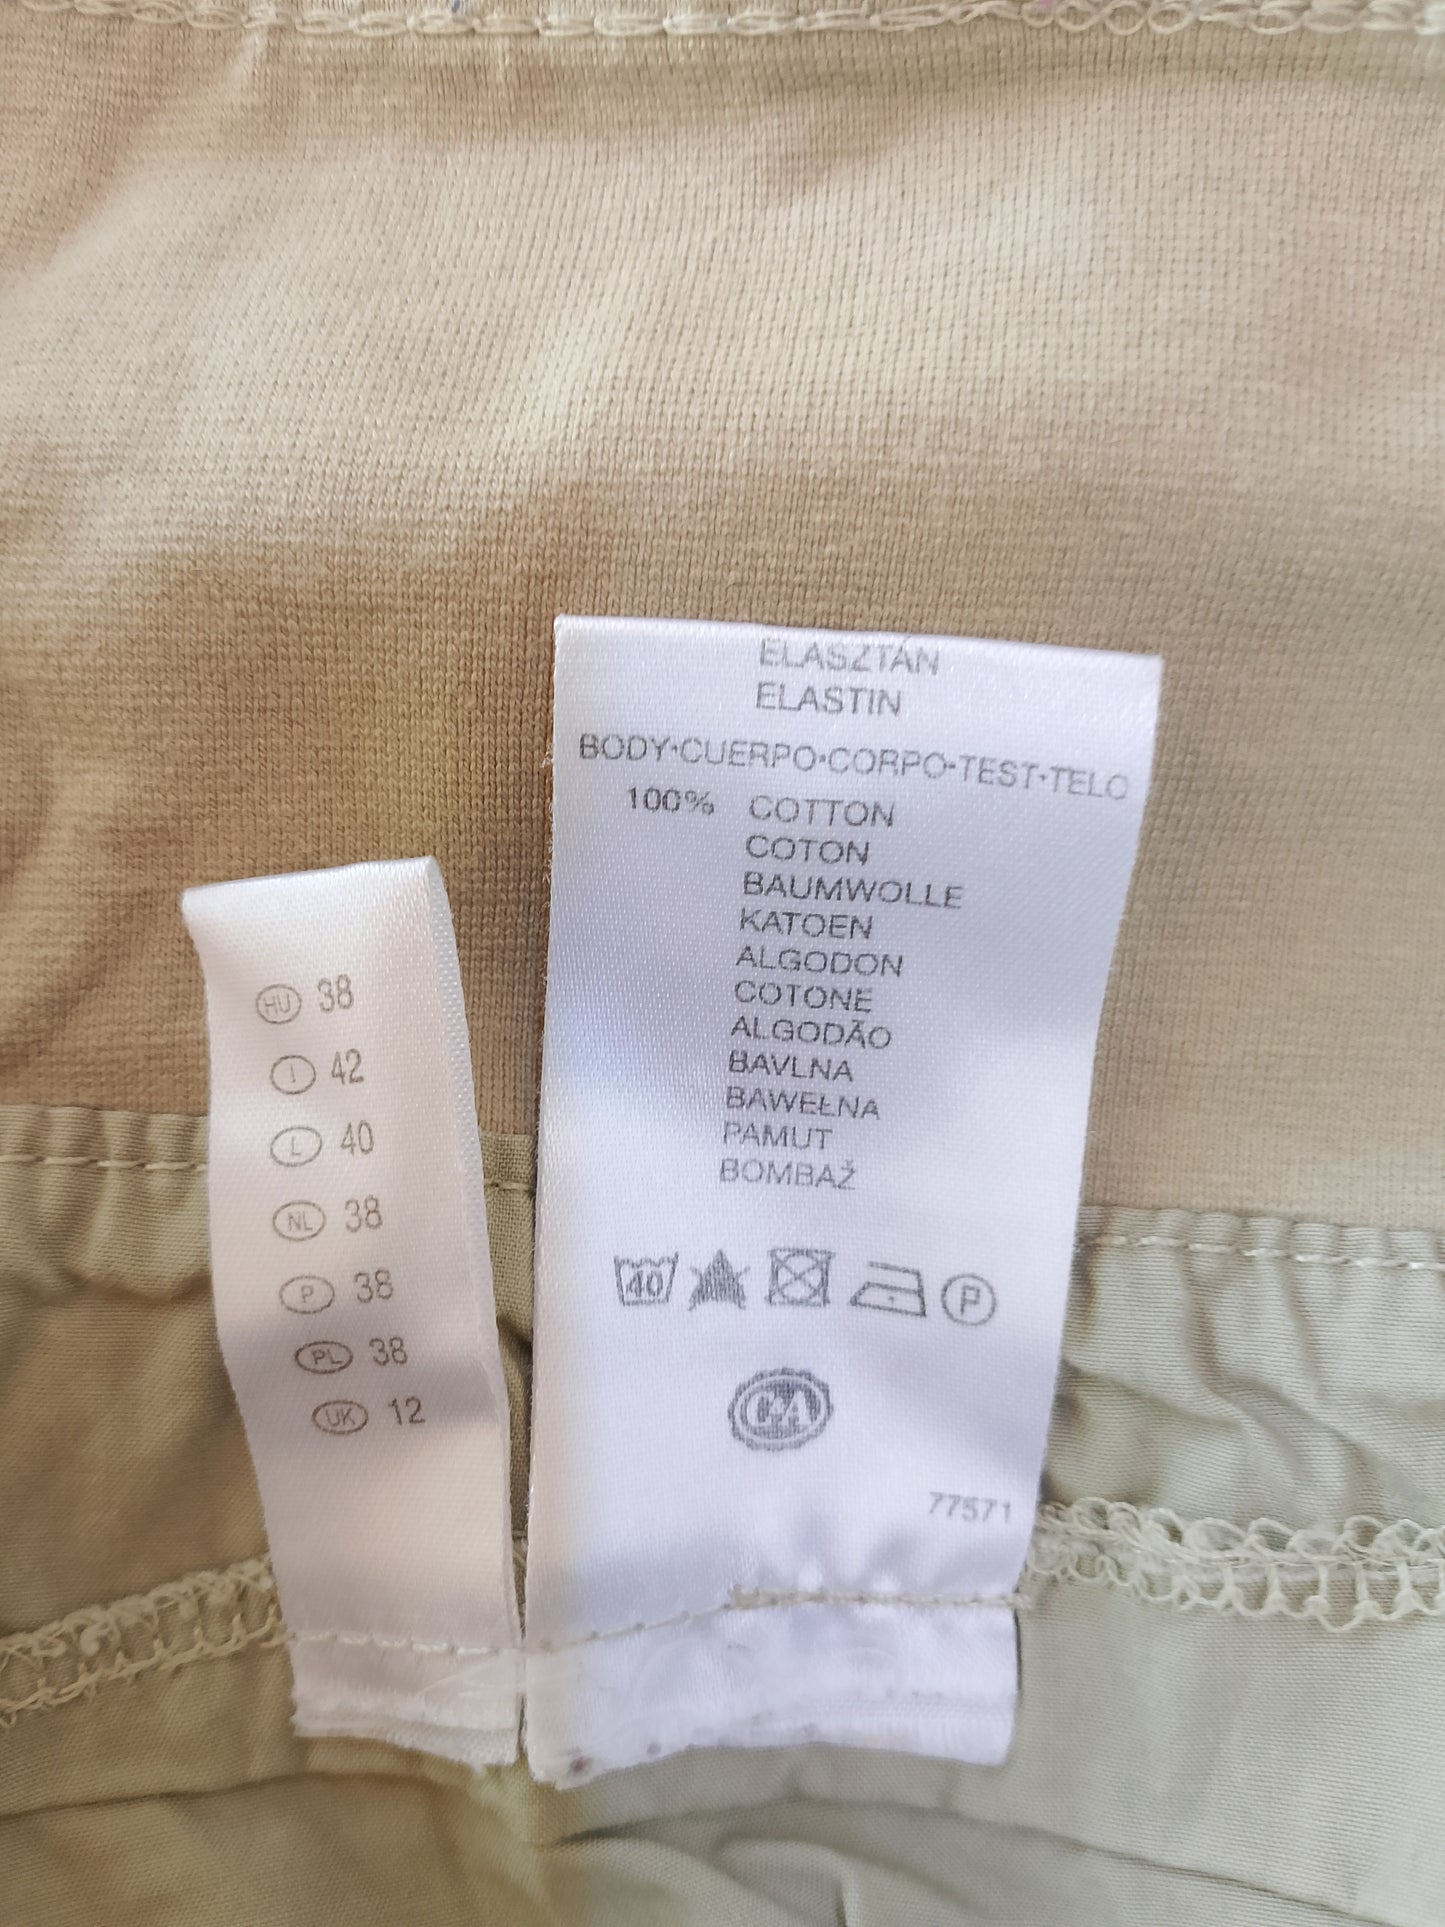 HU 38
I 42
L 40
NL 38
P 38
PL 38
UK 12
ELASZTÁN
ELASTIN
BODY·CUERPO·CORPO·TEST·TELO
100% COTTON
COTON
BAUMWOLLE
KATOEN
ALGODON
COTONE
ALGODÃO
BAVLNA
BAWEŁNA
PAMUT
BOMBAŽ
40 P
C&A
77571